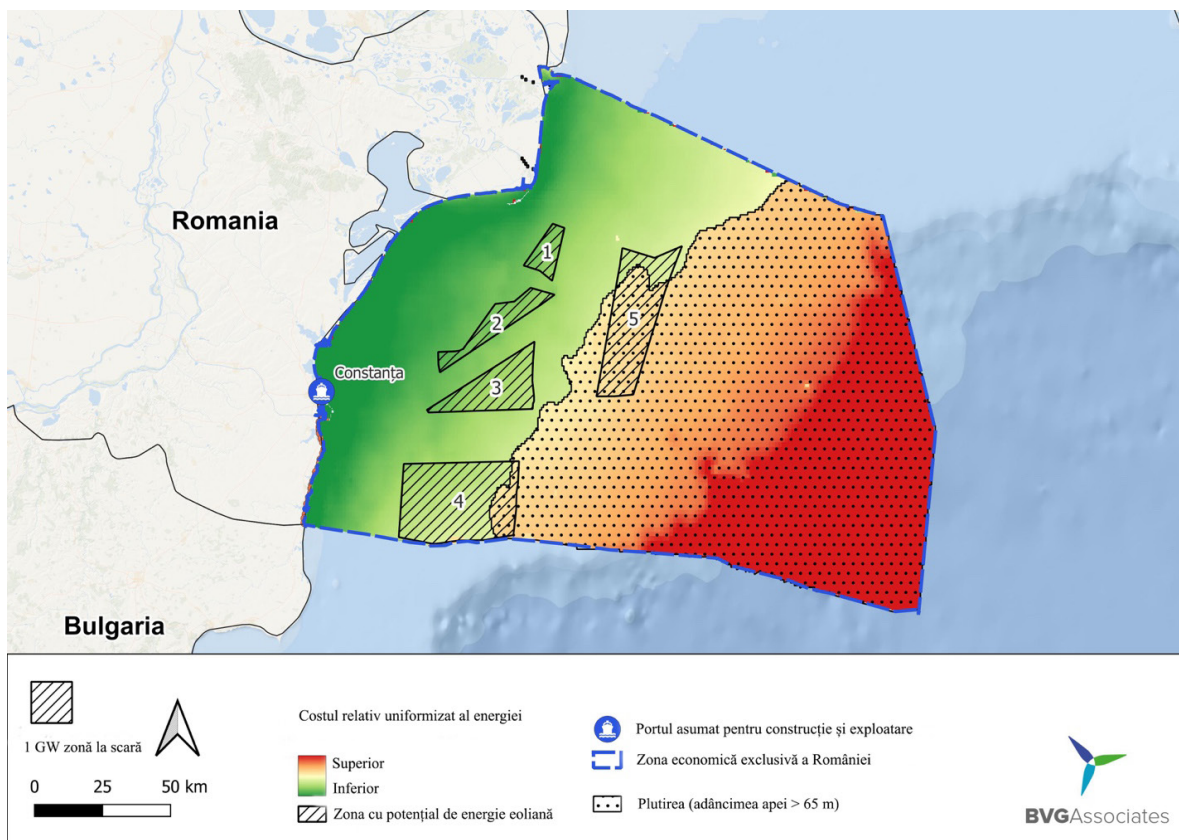 Romania
1
2
5
Constanța
3
4
Bulgaria
1 GW zonă la scară
0 25 50 km
Costul relativ uniformizat al energiei
Superior
Inferior
Zona cu potențial de energie eoliană
Portul asumat pentru construcție și exploatare
Zona economică exclusivă a României
Plutirea (adâncimea apei > 65 m)
BVGAssociates